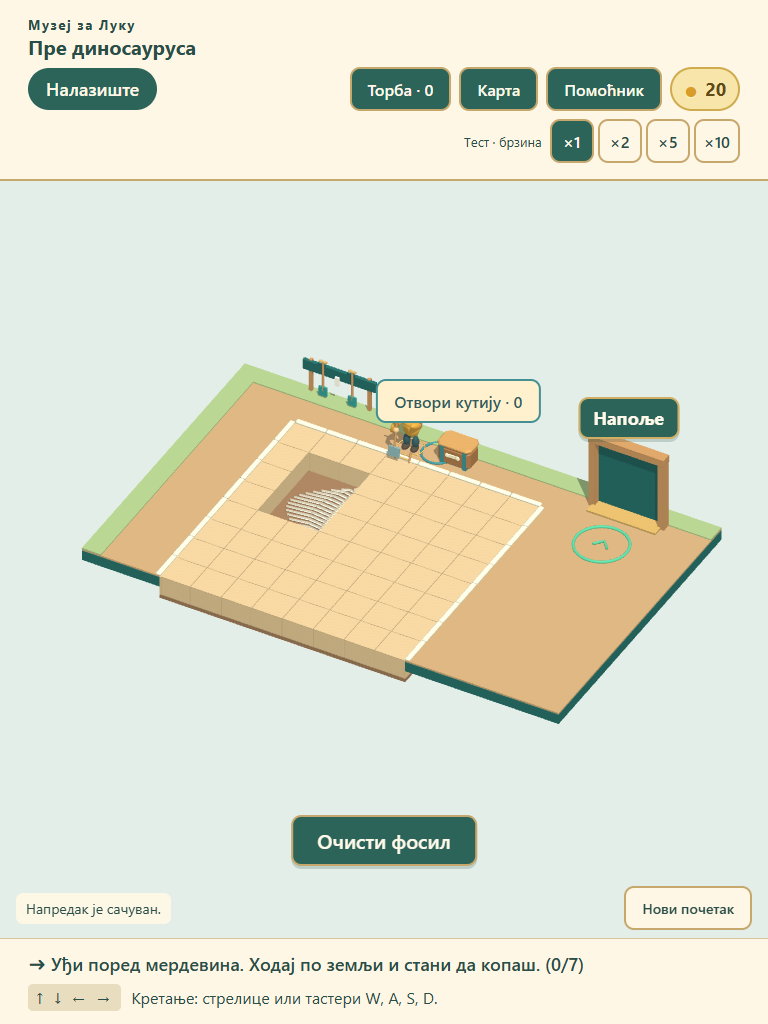 Музеј за Луку
Пре диносауруса
Налазиште
Торба · 0
Карта
Помоћник
20
Тест · брзина
×1
×2
×5
×10
Отвори кутију · 0
Напоље
Очисти фосил
Напредак је сачуван.
Нови почетак
→ Уђи поред мердевина. Ходај по земљи и стани да копаш. (0/7)
↑ ↓ ← → Кретање: стрелице или тастери W, A, S, D.